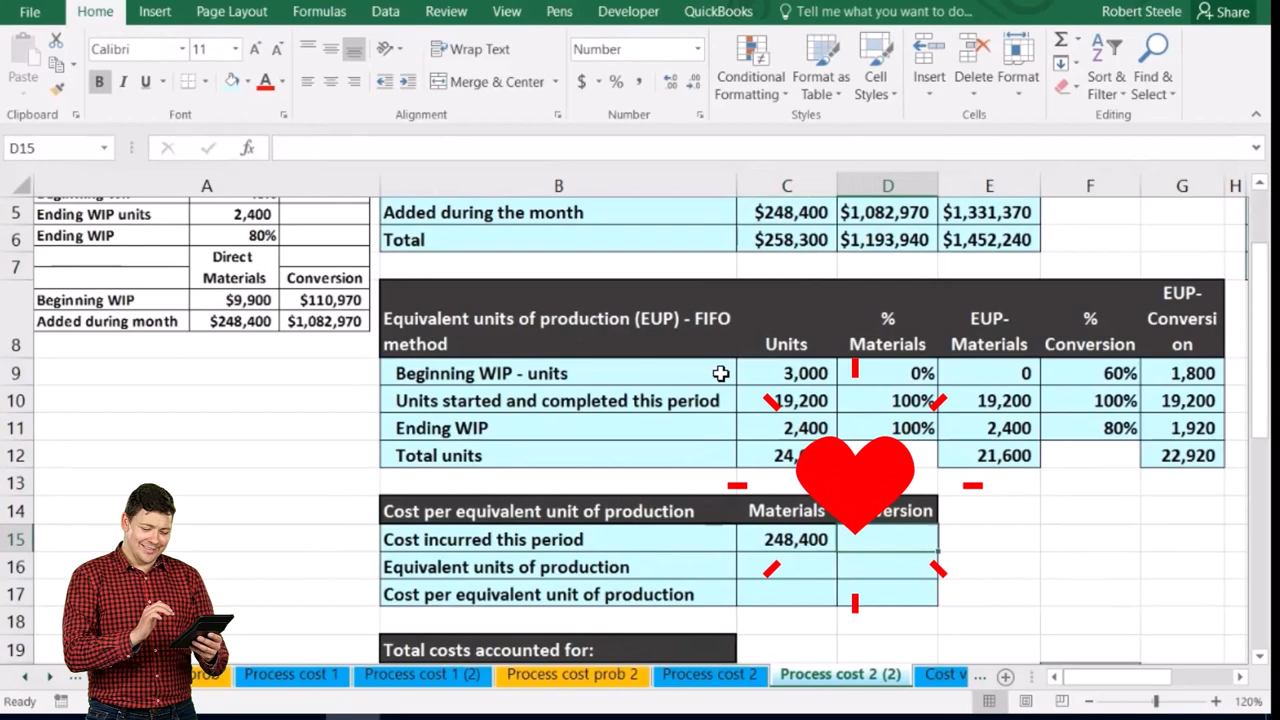 File Home Insert Page Layout Formulas Data Review View Pens Developer QuickBooks Tell me what you want to do... Robert Steele Share
Calibri 11 Wrap Text Number
Paste B I U Merge & Center $ % Conditional Formatting Format as Table Cell Styles Insert Delete Format Sort & Filter Find & Select
Clipboard Font Alignment Number Styles Cells Editing
D15 fx
A B C D E F G H
Ending WIP units 2,400
Ending WIP 80%
Direct
Materials Conversion
Beginning WIP $9,900 $110,970
Added during month $248,400 $1,082,970
5 Added during the month $248,400 $1,082,970 $1,331,370
6 Total $258,300 $1,193,940 $1,452,240
7
EUP-
Equivalent units of production (EUP) - FIFO % EUP- % Conversi
8 method Units Materials Materials Conversion on
9 Beginning WIP - units 3,000 0% 0 60% 1,800
10 Units started and completed this period 19,200 100% 19,200 100% 19,200
11 Ending WIP 2,400 100% 2,400 80% 1,920
12 Total units 21,600 22,920
13
14 Cost per equivalent unit of production Materials
15 Cost incurred this period 248,400
16 Equivalent units of production
17 Cost per equivalent unit of production
18
19 Total costs accounted for:
Process cost 1 Process cost 1 (2) Process cost prob 2 Process cost 2 Process cost 2 (2) Cost v ...
Ready 120%